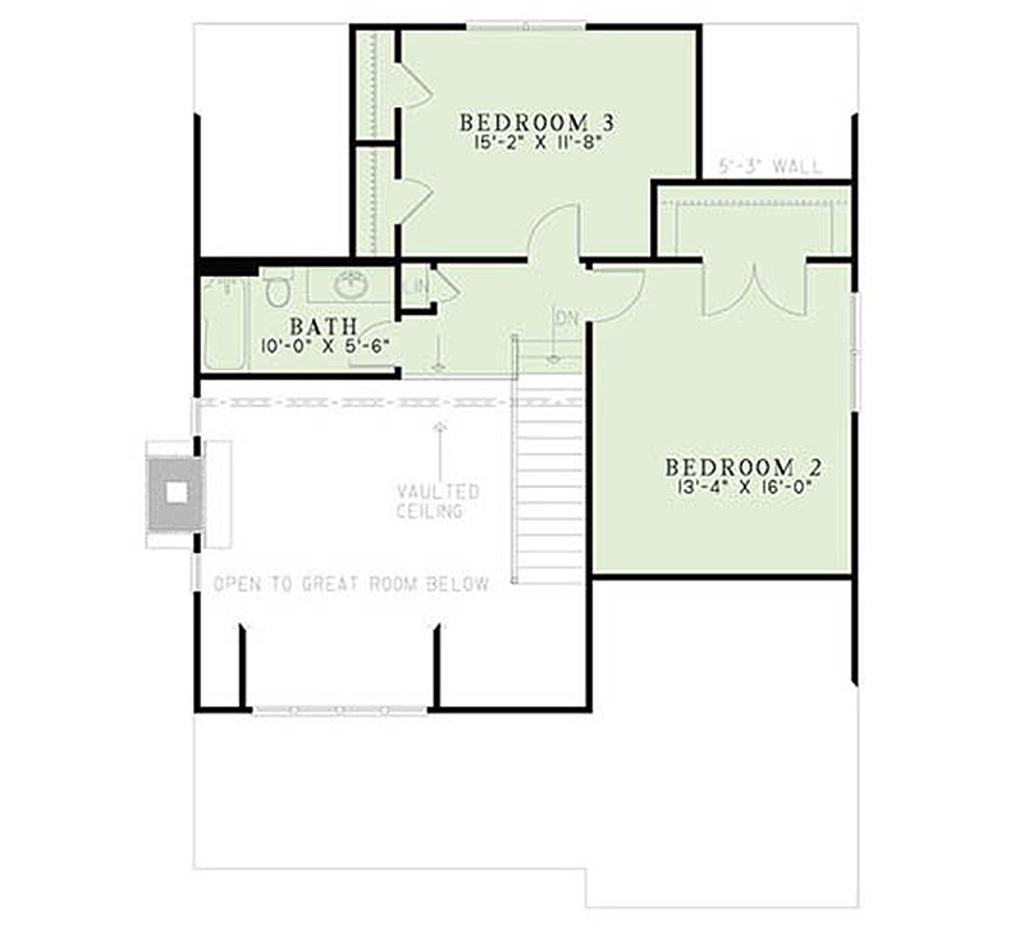 BEDROOM 3
15'-2" X 11'-8"
5'-3" WALL
LIN
DN
BATH
10'-0" X 5'-6"
BEDROOM 2
13'-4" X 16'-0"
VAULTED
CEILING
OPEN TO GREAT ROOM BELOW